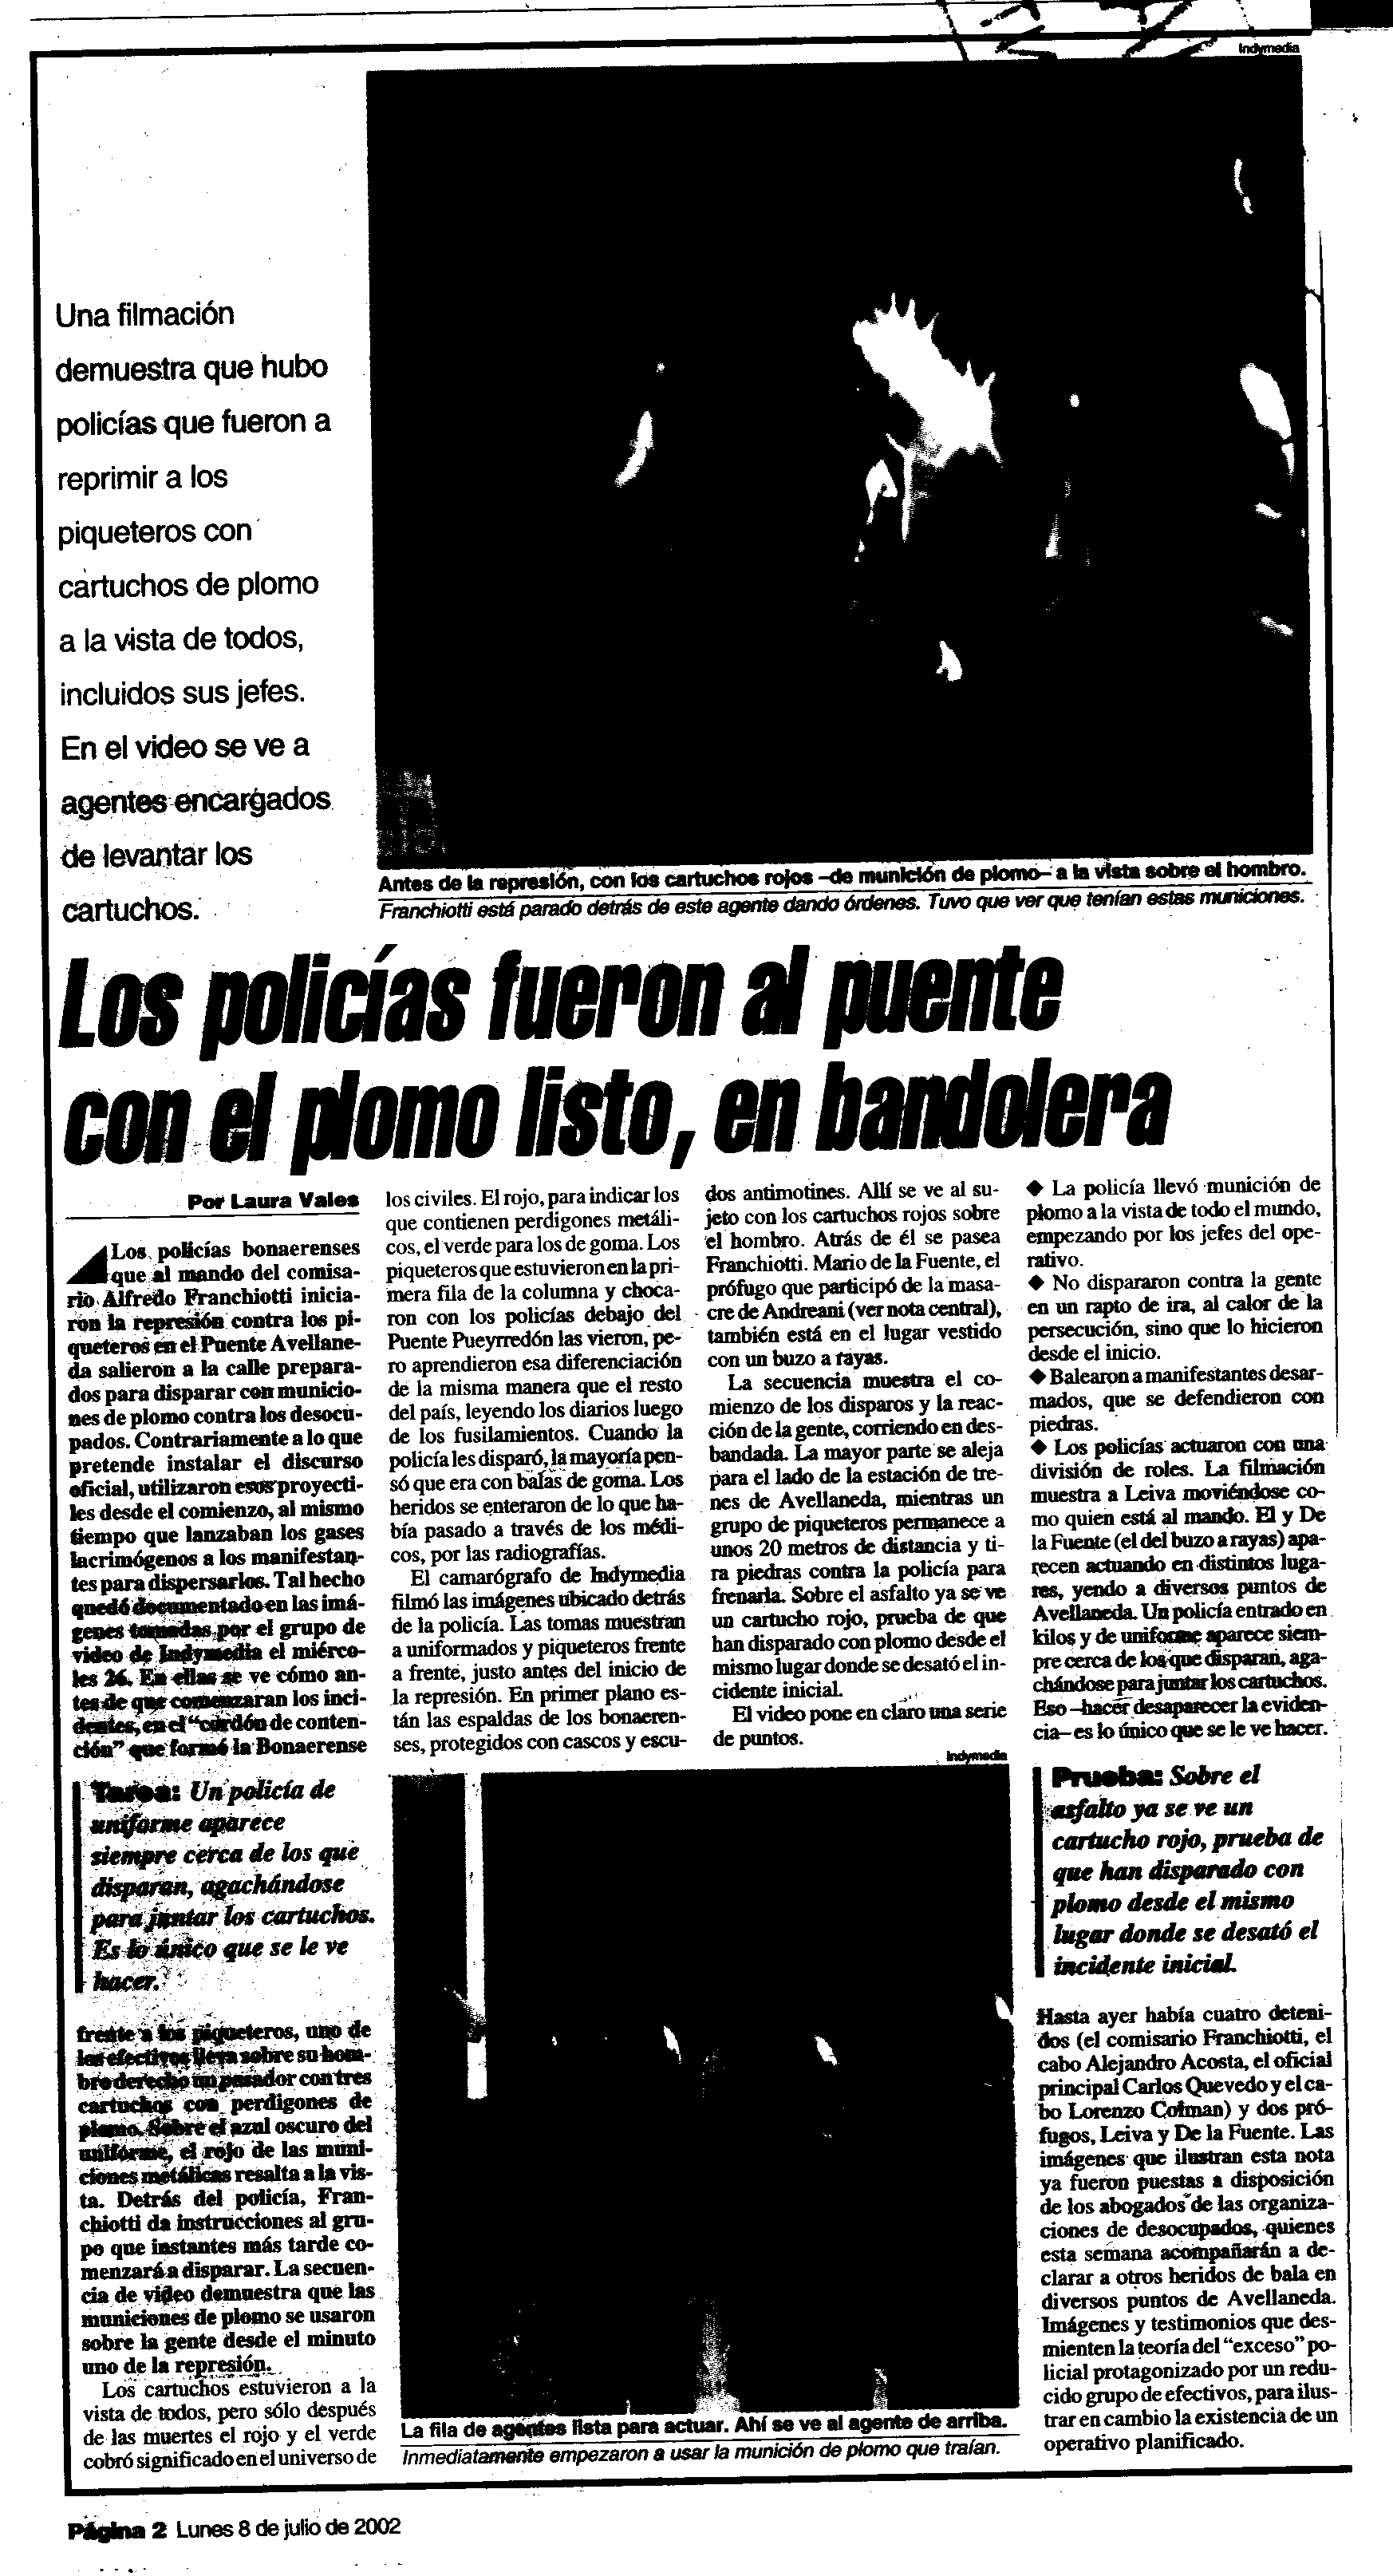 Indymedia
Una filmación
demuestra que hubo
policías que fueron a
reprimir a los
piqueteros con
cartuchos de plomo
a la vista de todos,
incluidos sus jefes.
En el video se ve a
agentes encargados
de levantar los
cartuchos.
Antes de la represión, con los cartuchos rojos –de munición de plomo– a la vista sobre el hombro.
Franchiotti está parado detrás de este agente dando órdenes. Tuvo que ver que tenían estas municiones.
Los policías fueron al puente
con el plomo listo, en bandolera
Por Laura Vales
Los policías bonaerenses
que al mando del comisa-
rio Alfredo Franchiotti inicia-
ron la represión contra los pi-
queteros en el Puente Avellane-
da salieron a la calle prepara-
dos para disparar con municio-
nes de plomo contra los desocu-
pados. Contrariamente a lo que
pretende instalar el discurso
oficial, utilizaron esos proyecti-
les desde el comienzo, al mismo
tiempo que lanzaban los gases
lacrimógenos a los manifestan-
tes para dispersarlos. Tal hecho
quedó documentado en las imá-
genes tomadas por el grupo de
video de Indymedia el miérco-
les 26. En ellas se ve cómo an-
tes de que comenzaran los inci-
dentes, en el “cordón de conten-
ción” que formó la Bonaerense
Tarea: Un policía de
uniforme aparece
siempre cerca de los que
disparan, agachándose
para juntar los cartuchos.
Es lo único que se le ve
hacer.
frente a los piqueteros, uno de
los efectivos lleva sobre su hom-
bro derecho un pasador con tres
cartuchos con perdigones de
plomo. Sobre el azul oscuro del
uniforme, el rojo de las muni-
ciones metálicas resalta a la vis-
ta. Detrás del policía, Fran-
chiotti da instrucciones al gru-
po que instantes más tarde co-
menzará a disparar. La secuen-
cia de video demuestra que las
municiones de plomo se usaron
sobre la gente desde el minuto
uno de la represión.
Los cartuchos estuvieron a la
vista de todos, pero sólo después
de las muertes el rojo y el verde
cobró significado en el universo de
los civiles. El rojo, para indicar los
que contienen perdigones metáli-
cos, el verde para los de goma. Los
piqueteros que estuvieron en la pri-
mera fila de la columna y choca-
ron con los policías debajo del
Puente Pueyrredón las vieron, pe-
ro aprendieron esa diferenciación
de la misma manera que el resto
del país, leyendo los diarios luego
de los fusilamientos. Cuando la
policía les disparó, la mayoría pen-
só que era con balas de goma. Los
heridos se enteraron de lo que ha-
bía pasado a través de los médi-
cos, por las radiografías.
El camarógrafo de Indymedia
filmó las imágenes ubicado detrás
de la policía. Las tomas muestran
a uniformados y piqueteros frente
a frente, justo antes del inicio de
la represión. En primer plano es-
tán las espaldas de los bonaeren-
ses, protegidos con cascos y escu-
dos antimotines. Allí se ve al su-
jeto con los cartuchos rojos sobre
el hombro. Atrás de él se pasea
Franchiotti. Mario de la Fuente, el
prófugo que participó de la masa-
cre de Andreani (ver nota central),
también está en el lugar vestido
con un buzo a rayas.
La secuencia muestra el co-
mienzo de los disparos y la reac-
ción de la gente, corriendo en des-
bandada. La mayor parte se aleja
para el lado de la estación de tre-
nes de Avellaneda, mientras un
grupo de piqueteros permanece a
unos 20 metros de distancia y ti-
ra piedras contra la policía para
frenarla. Sobre el asfalto ya se ve
un cartucho rojo, prueba de que
han disparado con plomo desde el
mismo lugar donde se desató el in-
cidente inicial.
El video pone en claro una serie
de puntos.
Indymedia
La fila de agentes lista para actuar. Ahí se ve al agente de arriba.
Inmediatamente empezaron a usar la munición de plomo que traían.
◆ La policía llevó munición de
plomo a la vista de todo el mundo,
empezando por los jefes del ope-
rativo.
◆ No dispararon contra la gente
en un rapto de ira, al calor de la
persecución, sino que lo hicieron
desde el inicio.
◆ Balearon a manifestantes desar-
mados, que se defendieron con
piedras.
◆ Los policías actuaron con una
división de roles. La filmación
muestra a Leiva moviéndose co-
mo quien está al mando. El y De
la Fuente (el del buzo a rayas) apa-
recen actuando en distintos luga-
res, yendo a diversos puntos de
Avellaneda. Un policía entrado en
kilos y de uniforme aparece siem-
pre cerca de los que disparan, aga-
chándose para juntar los cartuchos.
Eso –hacer desaparecer la eviden-
cia– es lo único que se le ve hacer.
Prueba: Sobre el
asfalto ya se ve un
cartucho rojo, prueba de
que han disparado con
plomo desde el mismo
lugar donde se desató el
incidente inicial.
Hasta ayer había cuatro deteni-
dos (el comisario Franchiotti, el
cabo Alejandro Acosta, el oficial
principal Carlos Quevedo y el ca-
bo Lorenzo Colman) y dos pró-
fugos, Leiva y De la Fuente. Las
imágenes que ilustran esta nota
ya fueron puestas a disposición
de los abogados de las organiza-
ciones de desocupados, quienes
esta semana acompañarán a de-
clarar a otros heridos de bala en
diversos puntos de Avellaneda.
Imágenes y testimonios que des-
mienten la teoría del “exceso” po-
licial protagonizado por un redu-
cido grupo de efectivos, para ilus-
trar en cambio la existencia de un
operativo planificado.
Página 2 Lunes 8 de julio de 2002